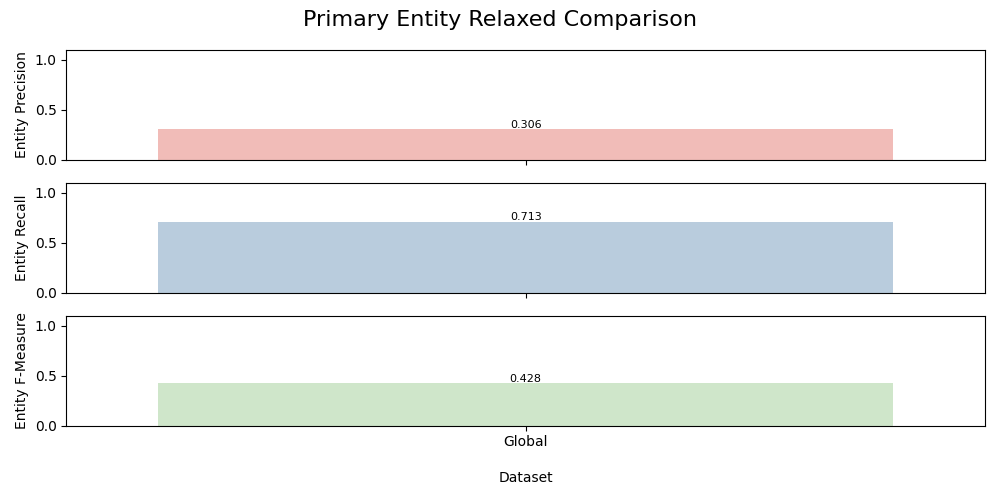 Primary Entity Relaxed Comparison
Entity Precision
1.0
0.5
0.0
0.306
Entity Recall
1.0
0.5
0.0
0.713
Entity F-Measure
1.0
0.5
0.0
0.428
Global
Dataset